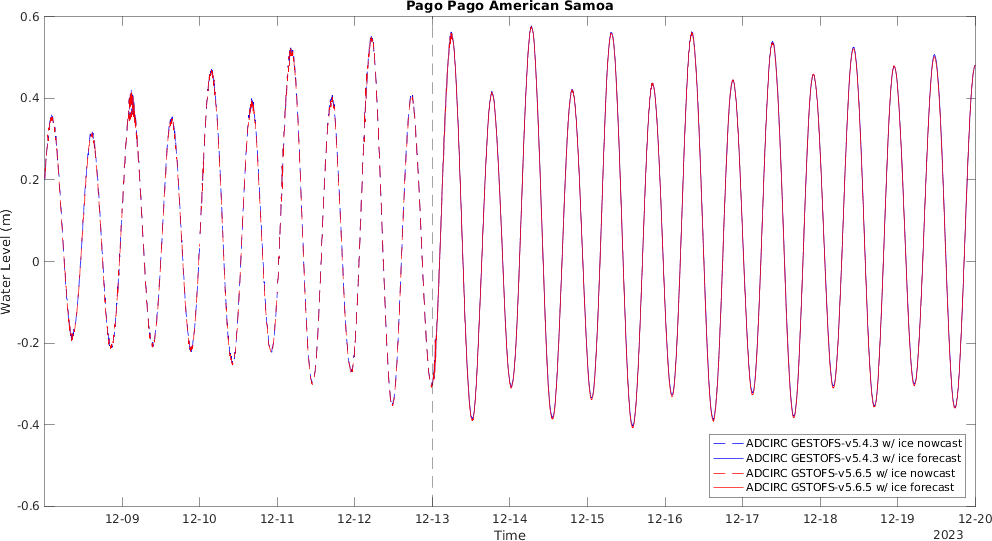 Pago Pago American Samoa
0.6
0.4
0.2
0
-0.2
-0.4
-0.6
Water Level (m)
ADCIRC GESTOFS-v5.4.3 w/ ice nowcast
ADCIRC GESTOFS-v5.4.3 w/ ice forecast
ADCIRC GSTOFS-v5.6.5 w/ ice nowcast
ADCIRC GSTOFS-v5.6.5 w/ ice forecast
12-09 12-10 12-11 12-12 12-13 12-14 12-15 12-16 12-17 12-18 12-19 12-20
Time
2023